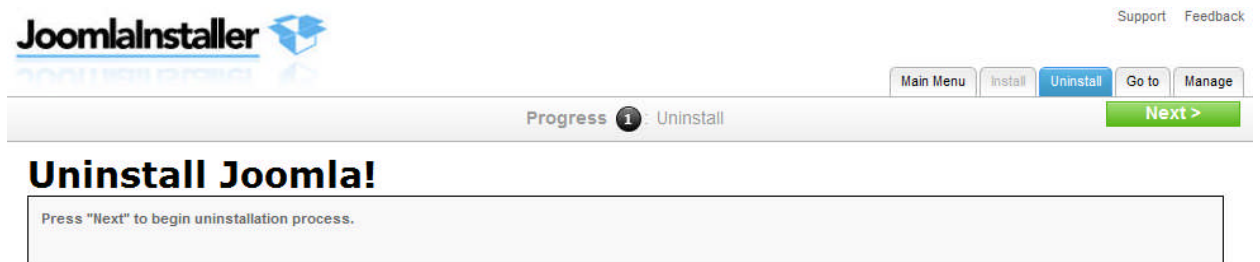 Support Feedback
JoomlaInstaller
Main Menu Install Uninstall Go to Manage
Progress 1 : Uninstall
Next >
Uninstall Joomla!
Press "Next" to begin uninstallation process.